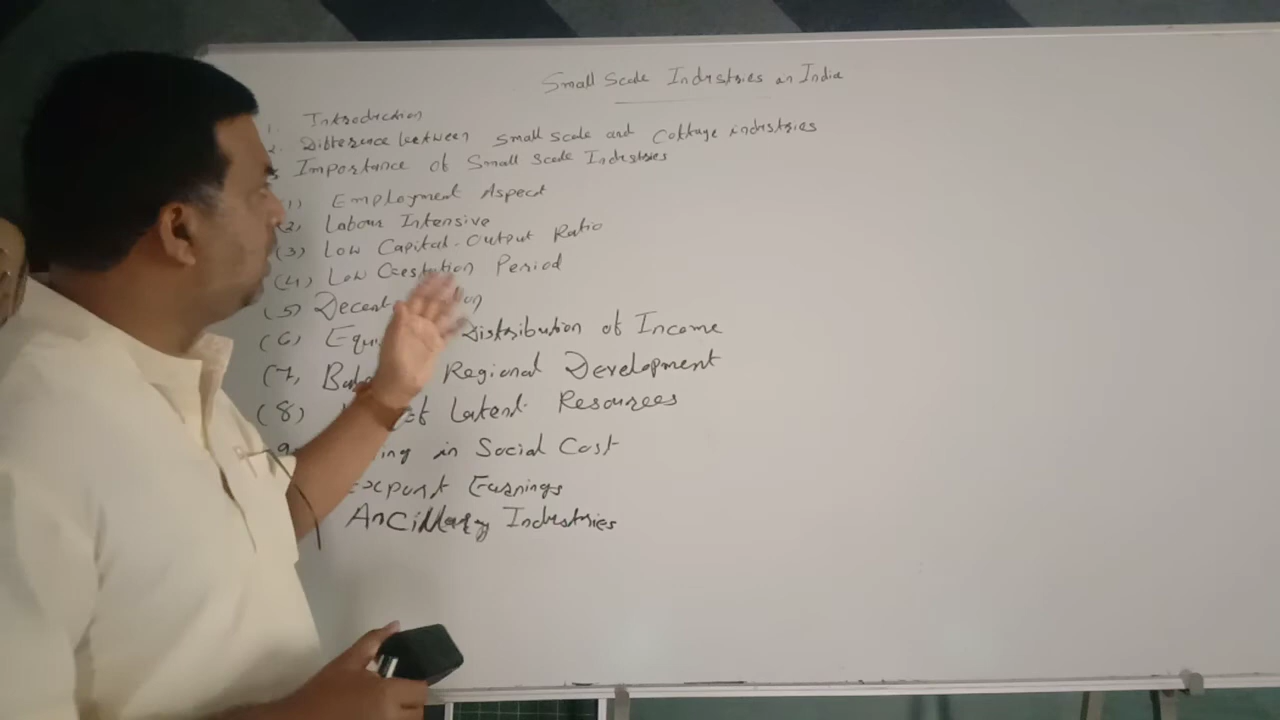 Small Scale Industries in India
1. Introduction
2. Difference between Small scale and Cottage industries
Importance of Small Scale Industries
(1) Employment Aspect
(2) Labour Intensive
(3) Low Capital-Output Ratio
(4) Low Gestation Period
(5)
(6) Distribution of Income
(7) Regional Development
(8) of Latent Resources
9 in Social Cost
Export Earnings
Ancillary Industries